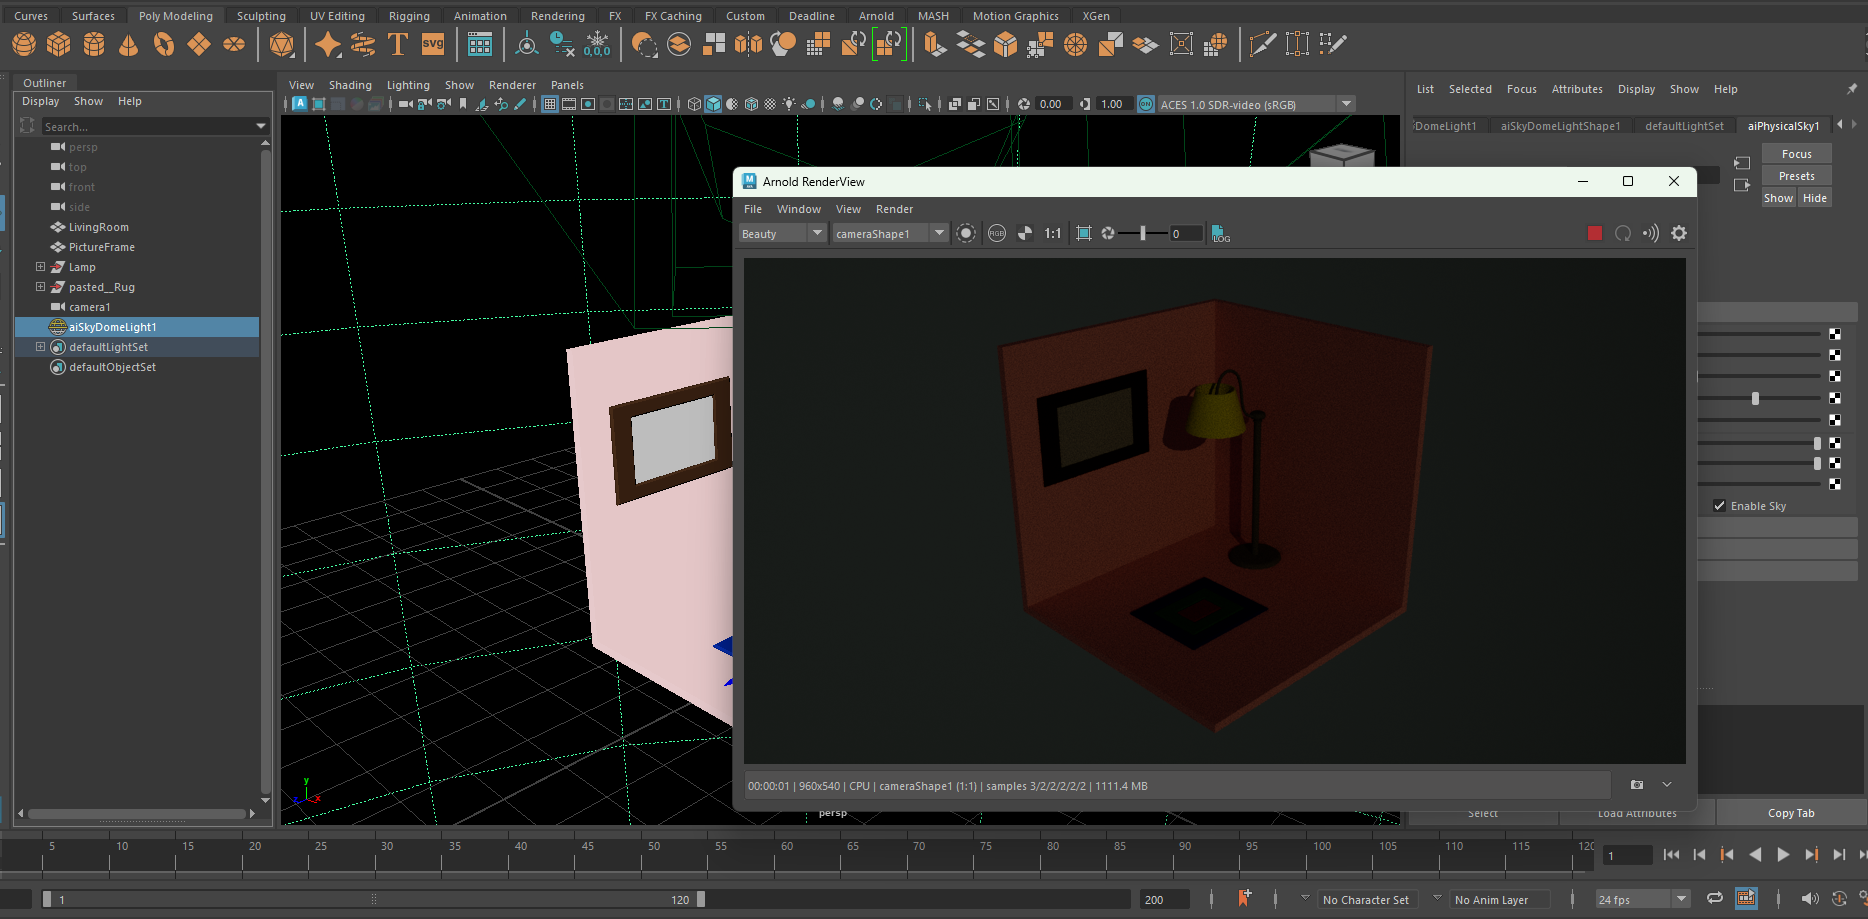 Curves Surfaces Poly Modeling Sculpting UV Editing Rigging Animation Rendering FX FX Caching Custom Deadline Arnold MASH Motion Graphics XGen
T SVG 0,0,0
Outliner
Display Show Help
Search...
persp
top
front
side
LivingRoom
PictureFrame
Lamp
pasted__Rug
camera1
aiSkyDomeLight1
defaultLightSet
defaultObjectSet
View Shading Lighting Show Renderer Panels
0.00 1.00 ON ACES 1.0 SDR-video (sRGB)
Arnold RenderView
File Window View Render
Beauty cameraShape1 RGB 1:1 0 LOG
00:00:01 | 960x540 | CPU | cameraShape1 (1:1) | samples 3/2/2/2/2/2 | 1111.4 MB
persp
y
x
List Selected Focus Attributes Display Show Help
DomeLight1 aiSkyDomeLightShape1 defaultLightSet aiPhysicalSky1
Focus
Presets
Show Hide
Enable Sky
Select Load Attributes Copy Tab
5 10 15 20 25 30 35 40 45 50 55 60 65 70 75 80 85 90 95 100 105 110 115 120
1
1 120 200 No Character Set No Anim Layer 24 fps